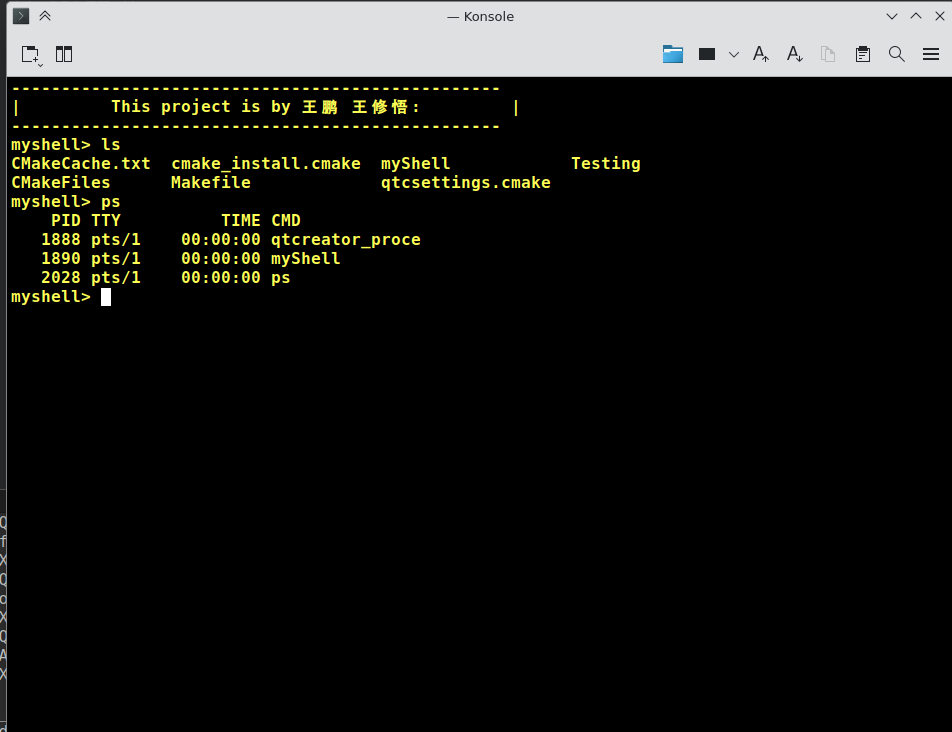 — Konsole
-------------------------------------------------
|         This project is by 王鹏 王修悟:         |
-------------------------------------------------
myshell> ls
CMakeCache.txt  cmake_install.cmake  myShell            Testing
CMakeFiles      Makefile             qtcsettings.cmake
myshell> ps
    PID TTY          TIME CMD
   1888 pts/1    00:00:00 qtcreator_proce
   1890 pts/1    00:00:00 myShell
   2028 pts/1    00:00:00 ps
myshell>